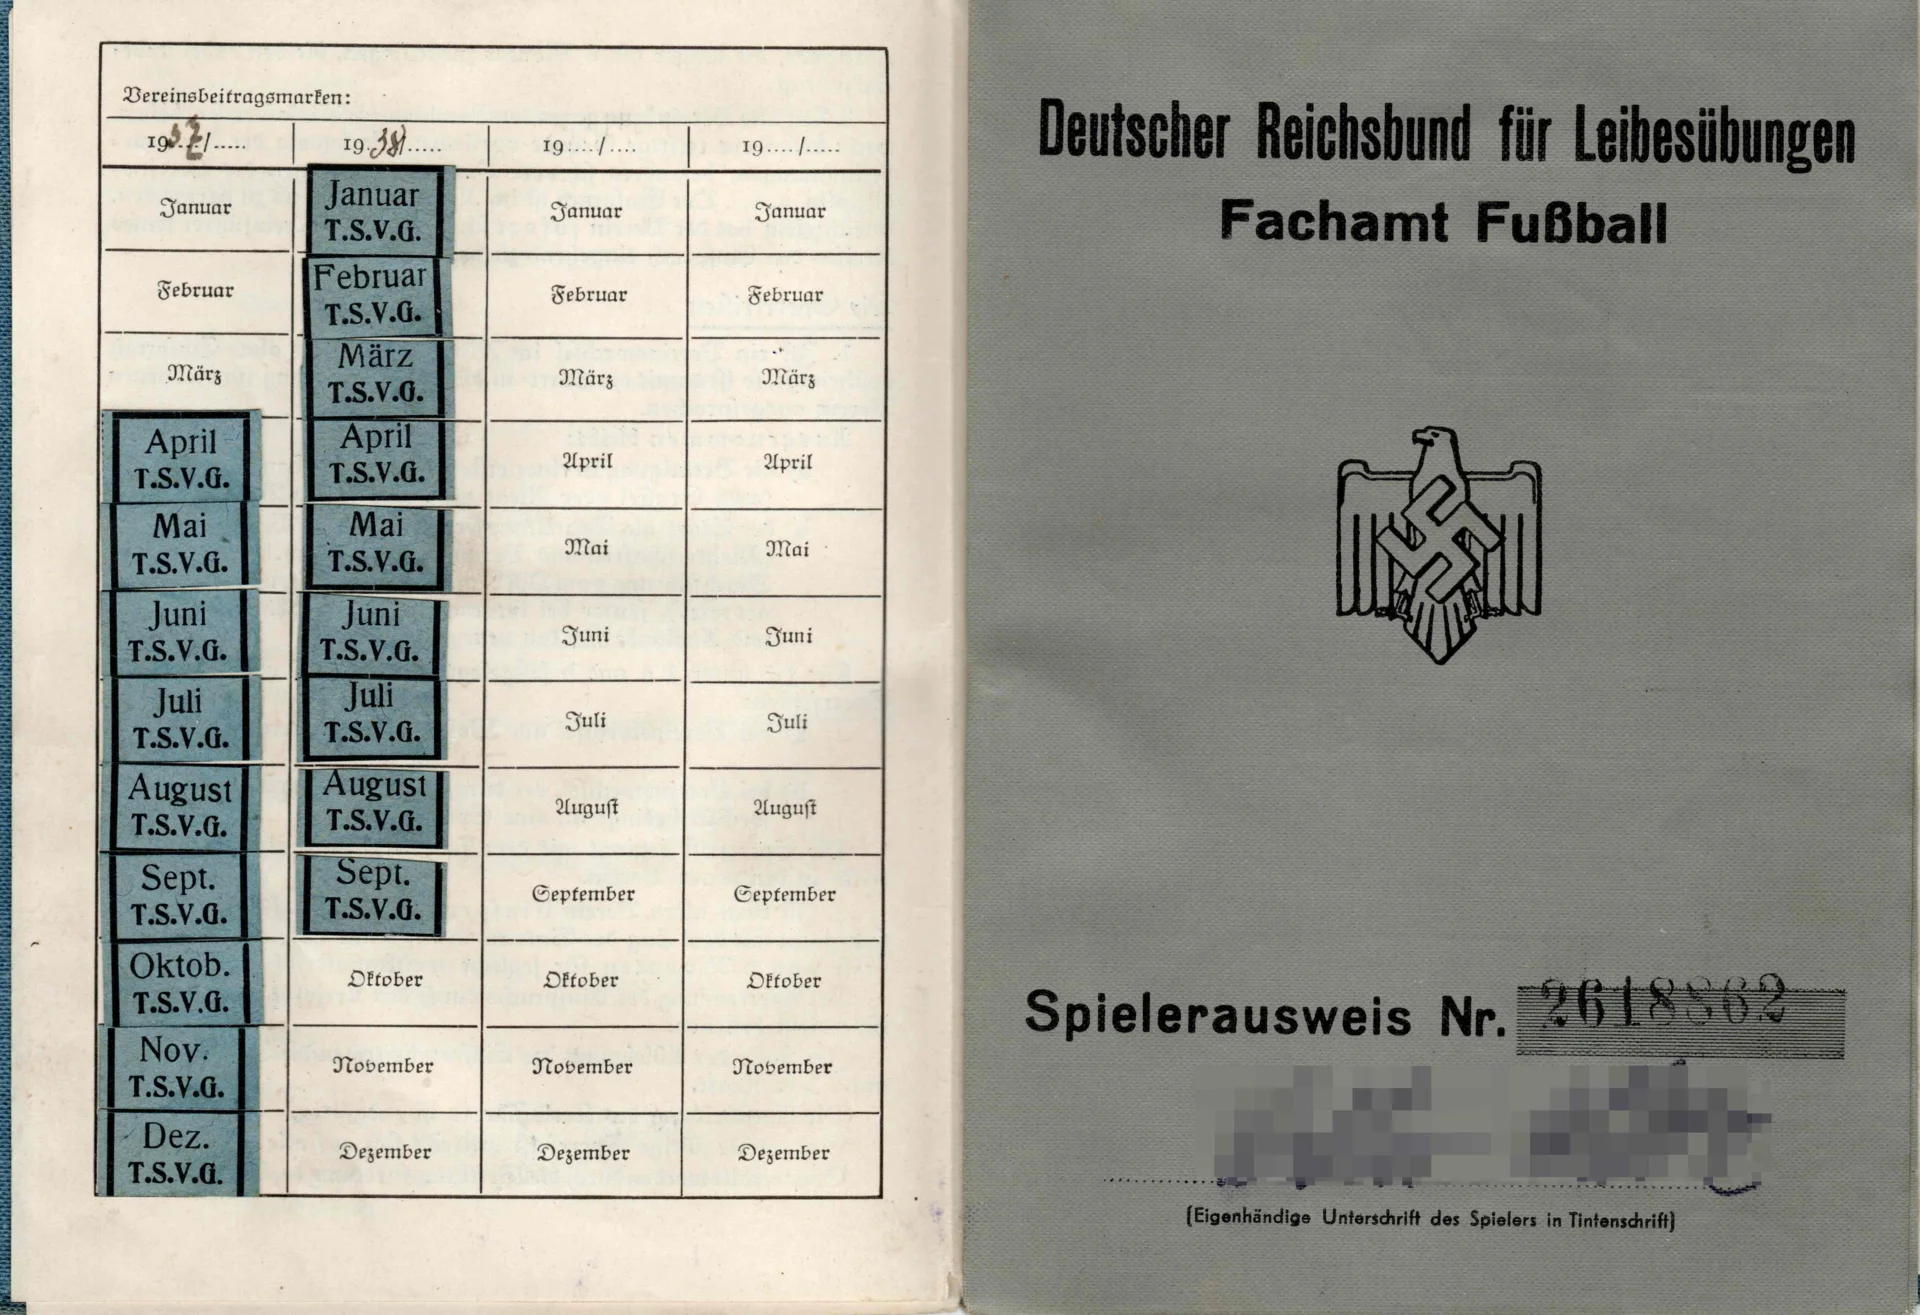 Vereinsbeitragsmarken:
1937/..... 1938/..... 19..../..... 19..../.....
Januar Januar Januar Januar
T.S.V.G.
Februar Februar Februar Februar
T.S.V.G.
März März März März
T.S.V.G.
April April April April
T.S.V.G. T.S.V.G.
Mai Mai Mai Mai
T.S.V.G. T.S.V.G.
Juni Juni Juni Juni
T.S.V.G. T.S.V.G.
Juli Juli Juli Juli
T.S.V.G. T.S.V.G.
August August August August
T.S.V.G. T.S.V.G.
Sept. Sept. September September
T.S.V.G. T.S.V.G.
Oktob. Oktober Oktober Oktober
T.S.V.G.
Nov. November November November
T.S.V.G.
Dez. Dezember Dezember Dezember
T.S.V.G.
Deutscher Reichsbund für Leibesübungen
Fachamt Fußball
Spielerausweis Nr. 2618862
(Eigenhändige Unterschrift des Spielers in Tintenschrift)